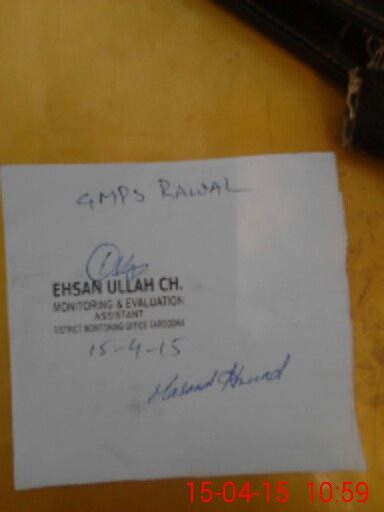 GMPS RAWAL
EHSAN ULLAH CH.
MONITORING & EVALUATION
ASSISTANT
DISTRICT MONITORING OFFICE SARGODHA
15-4-15
15-04-15 10:59